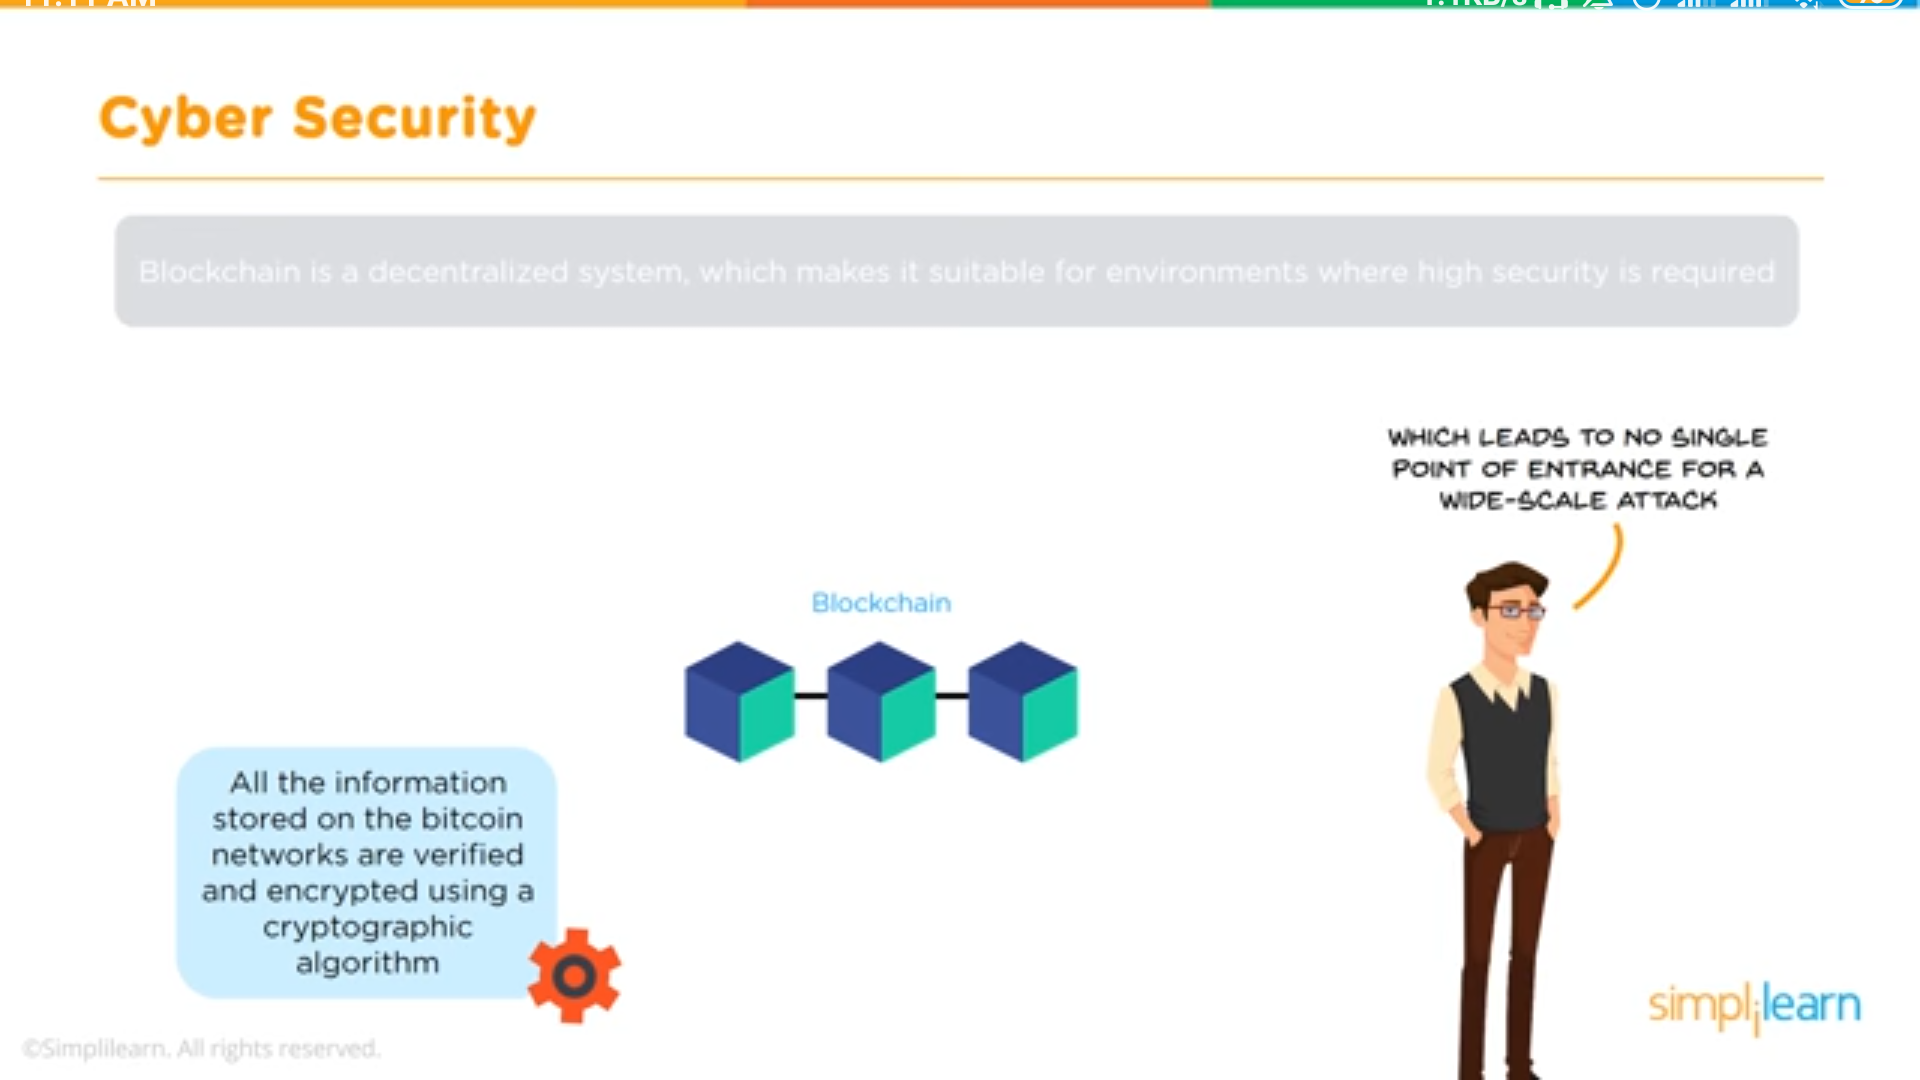 Cyber Security
Blockchain is a decentralized system, which makes it suitable for environments where high security is required
WHICH LEADS TO NO SINGLE
POINT OF ENTRANCE FOR A
WIDE-SCALE ATTACK
Blockchain
All the information
stored on the bitcoin
networks are verified
and encrypted using a
cryptographic
algorithm
simplilearn
©Simplilearn. All rights reserved.